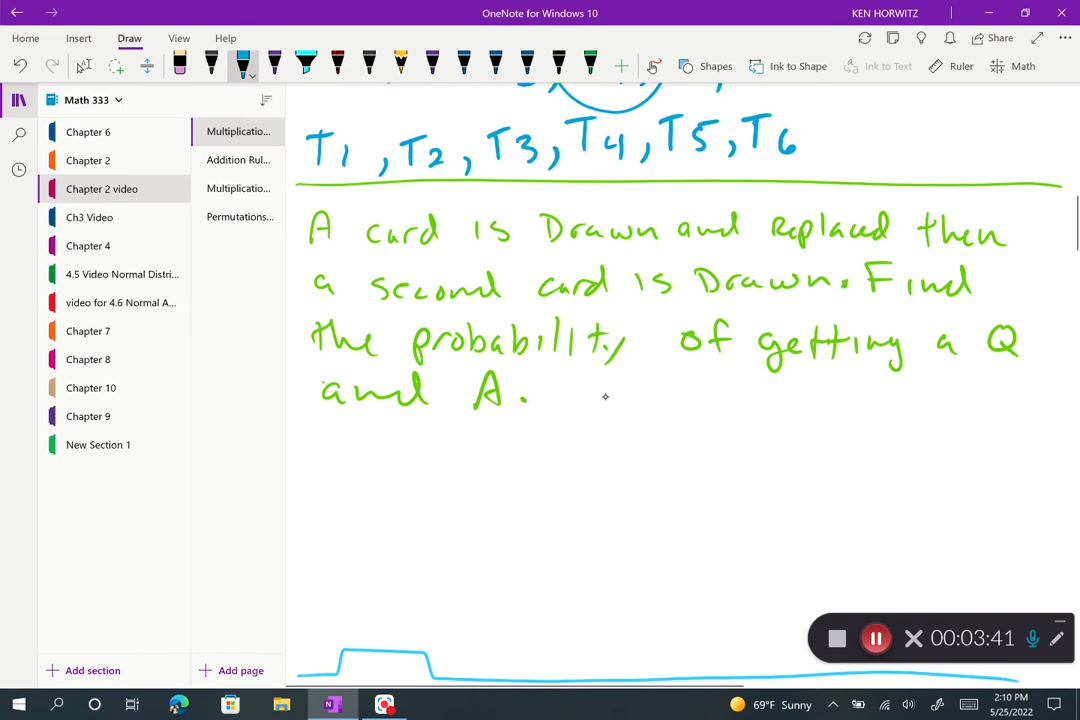 OneNote for Windows 10
KEN HORWITZ
Home Insert Draw View Help
Share
Shapes
Ink to Shape
Ink to Text
Ruler
Math
Math 333
Chapter 6
Chapter 2
Chapter 2 video
Ch3 Video
Chapter 4
4.5 Video Normal Distri...
video for 4.6 Normal A...
Chapter 7
Chapter 8
Chapter 10
Chapter 9
New Section 1
Multiplicatio...
Addition Rul...
Multiplicatio...
Permutations...
T1, T2, T3, T4, T5, T6
A card is Drawn and Replaced then
a second card is Drawn. Find
the probability of getting a Q
and A.
00:03:41
Add section
Add page
69°F Sunny
2:10 PM
5/25/2022